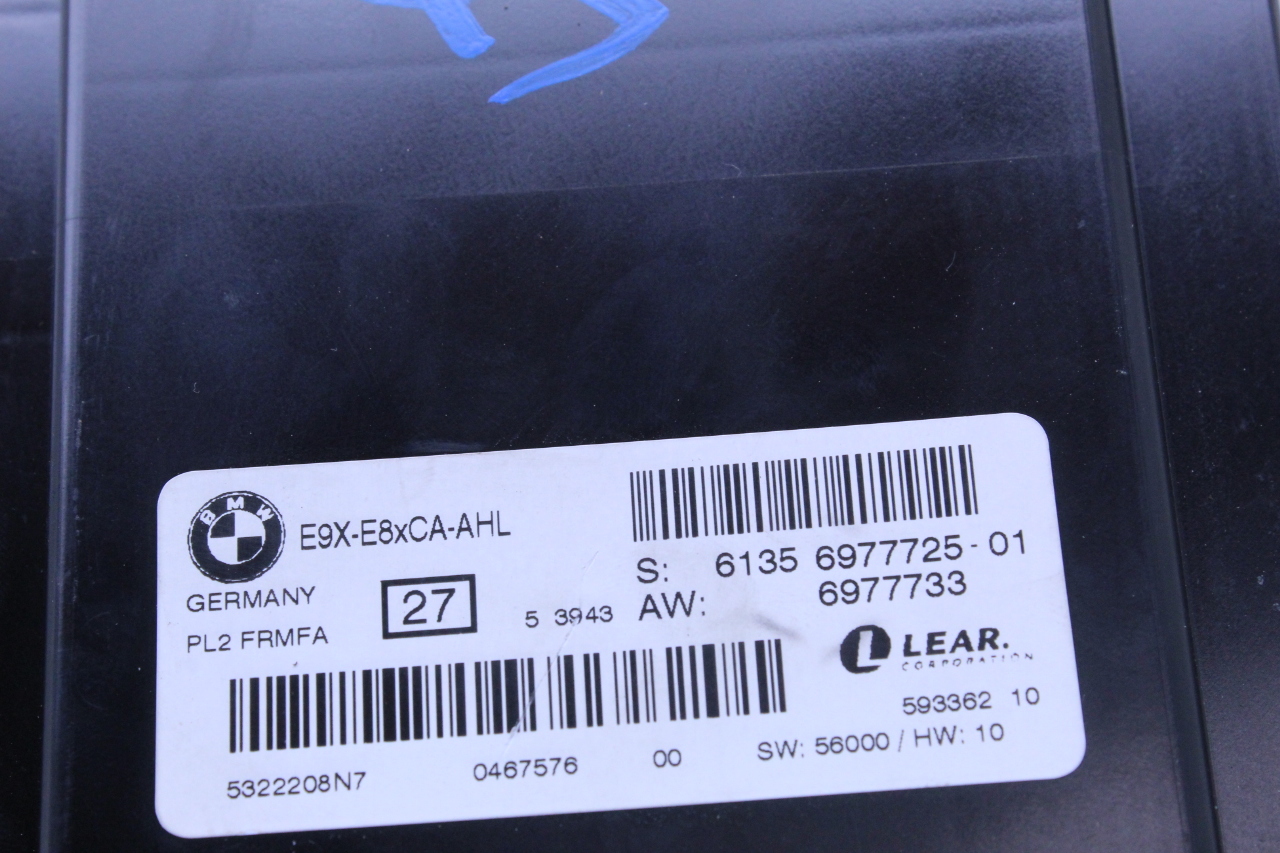 BMW
E9X-E8xCA-AHL
GERMANY
27
5 3943
PL2 FRMFA
S: 6135 6977725-01
AW: 6977733
LEAR.
CORPORATION
593362 10
5322208N7 0467576 00
SW: 56000 / HW: 10